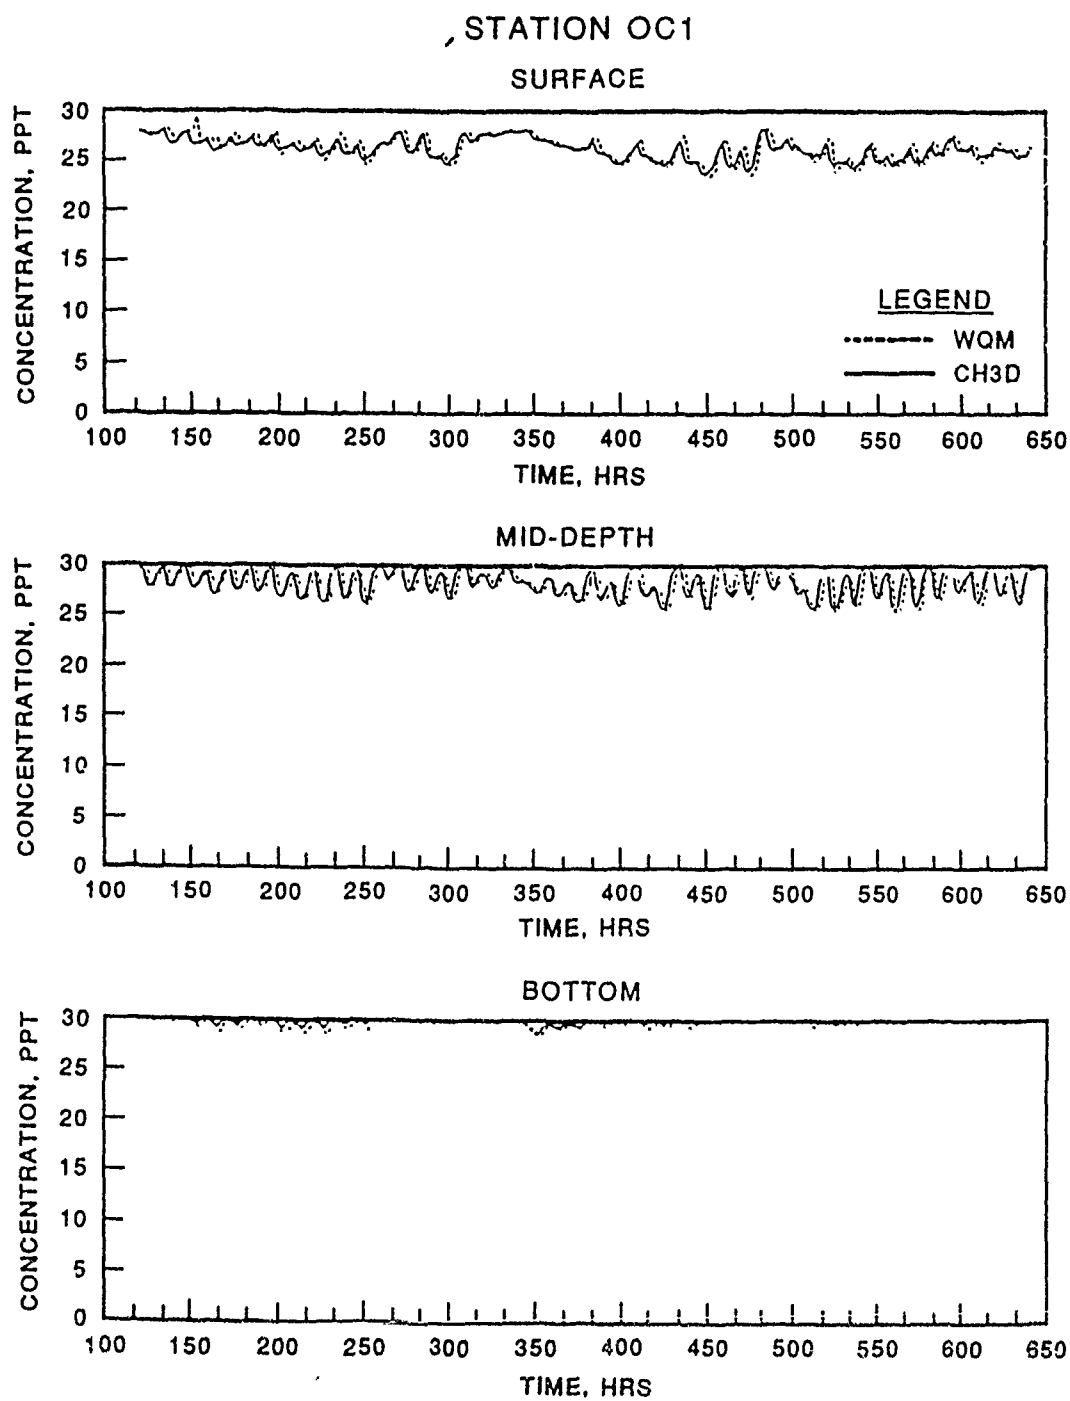 STATION OC1
SURFACE
CONCENTRATION, PPT
30
25
20
15
10
5
0
LEGEND
WQM
CH3D
100 150 200 250 300 350 400 450 500 550 600 650
TIME, HRS
MID-DEPTH
CONCENTRATION, PPT
30
25
20
15
10
5
0
100 150 200 250 300 350 400 450 500 550 600 650
TIME, HRS
BOTTOM
CONCENTRATION, PPT
30
25
20
15
10
5
0
100 150 200 250 300 350 400 450 500 550 600 650
TIME, HRS